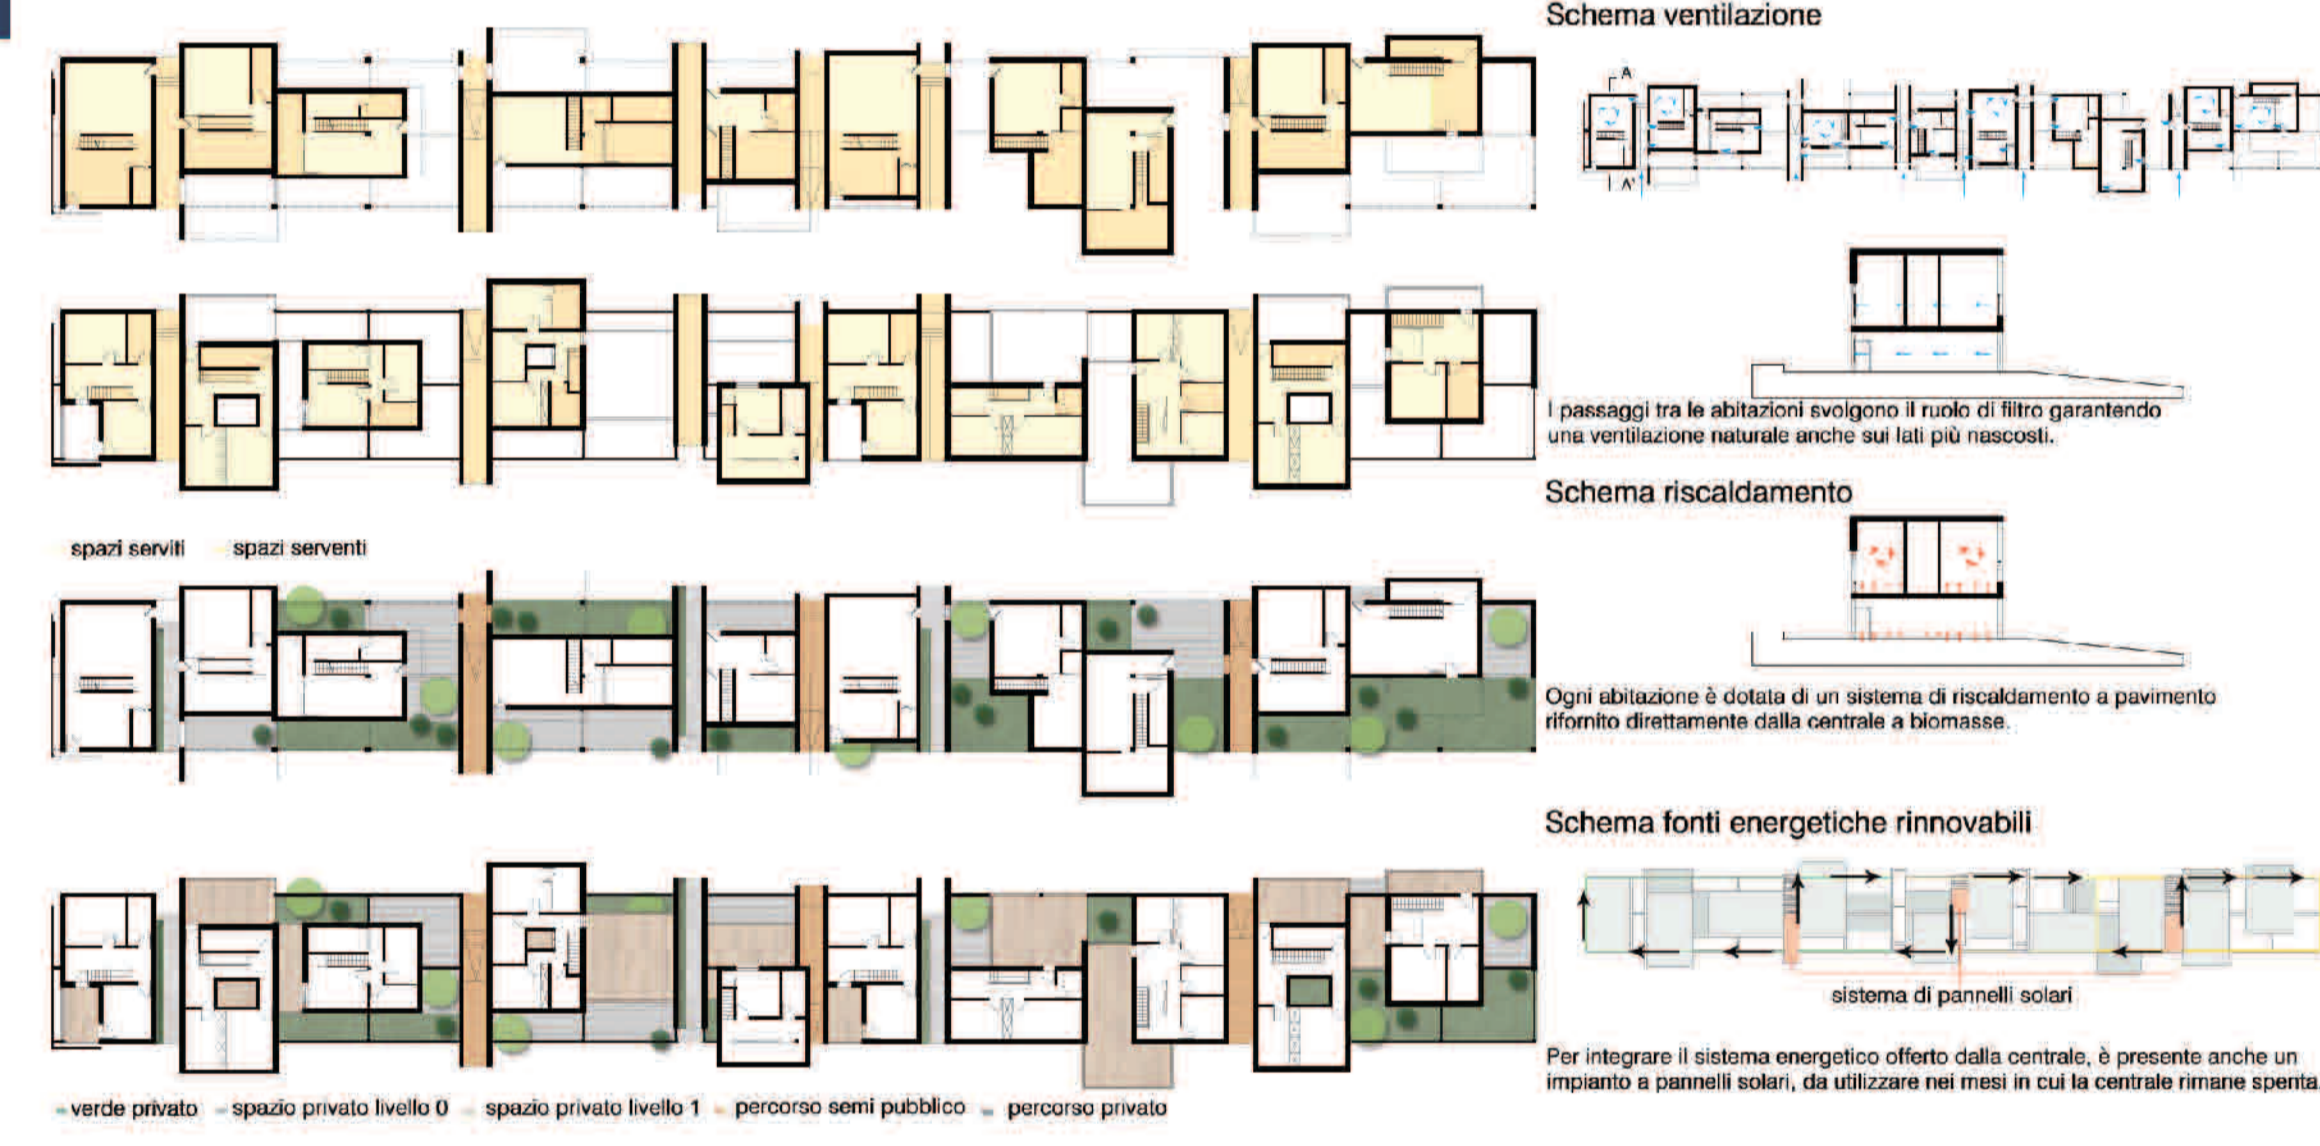 Schema ventilazione
A
A'
I passaggi tra le abitazioni svolgono il ruolo di filtro garantendo
una ventilazione naturale anche sui lati più nascosti.
Schema riscaldamento
spazi serviti spazi serventi
Ogni abitazione è dotata di un sistema di riscaldamento a pavimento
rifornito direttamente dalla centrale a biomasse.
Schema fonti energetiche rinnovabili
sistema di pannelli solari
Per integrare il sistema energetico offerto dalla centrale, è presente anche un
impianto a pannelli solari, da utilizzare nei mesi in cui la centrale rimane spenta
verde privato spazio privato livello 0 spazio privato livello 1 percorso semi pubblico percorso privato